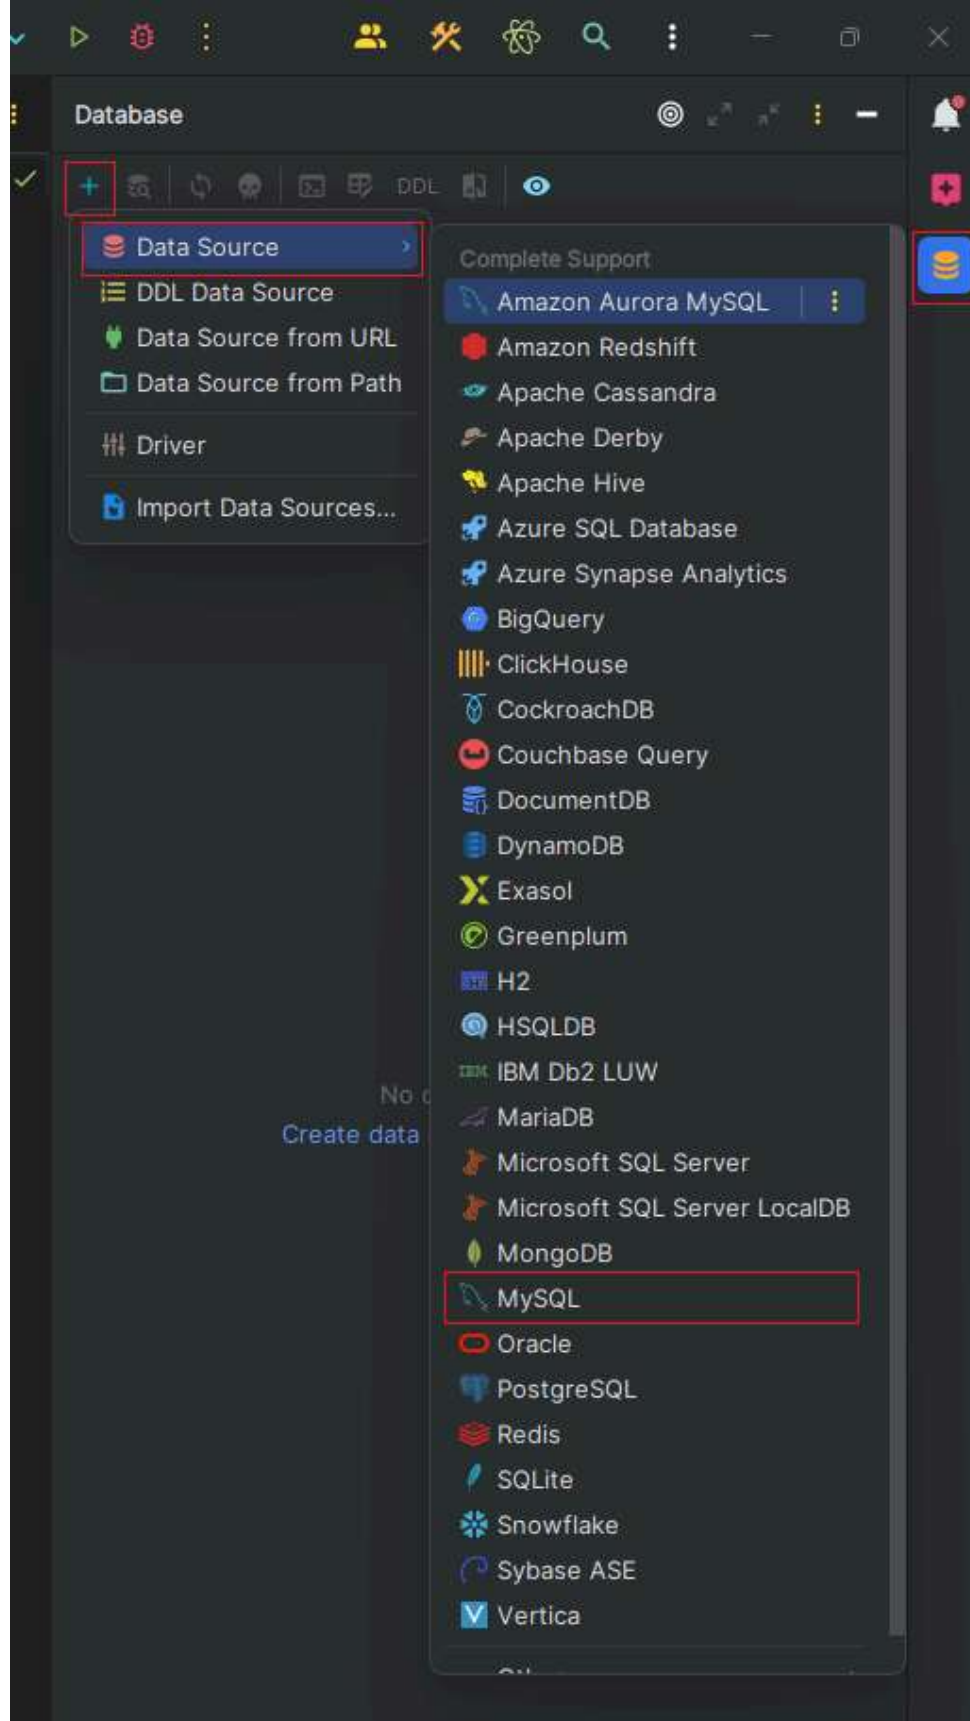 Database
DDL
Data Source
DDL Data Source
Data Source from URL
Data Source from Path
Driver
Import Data Sources...
Complete Support
Amazon Aurora MySQL
Amazon Redshift
Apache Cassandra
Apache Derby
Apache Hive
Azure SQL Database
Azure Synapse Analytics
BigQuery
ClickHouse
CockroachDB
Couchbase Query
DocumentDB
DynamoDB
Exasol
Greenplum
H2
HSQLDB
IBM IBM Db2 LUW
MariaDB
Microsoft SQL Server
Microsoft SQL Server LocalDB
MongoDB
MySQL
Oracle
PostgreSQL
Redis
SQLite
Snowflake
Sybase ASE
Vertica
No
Create data